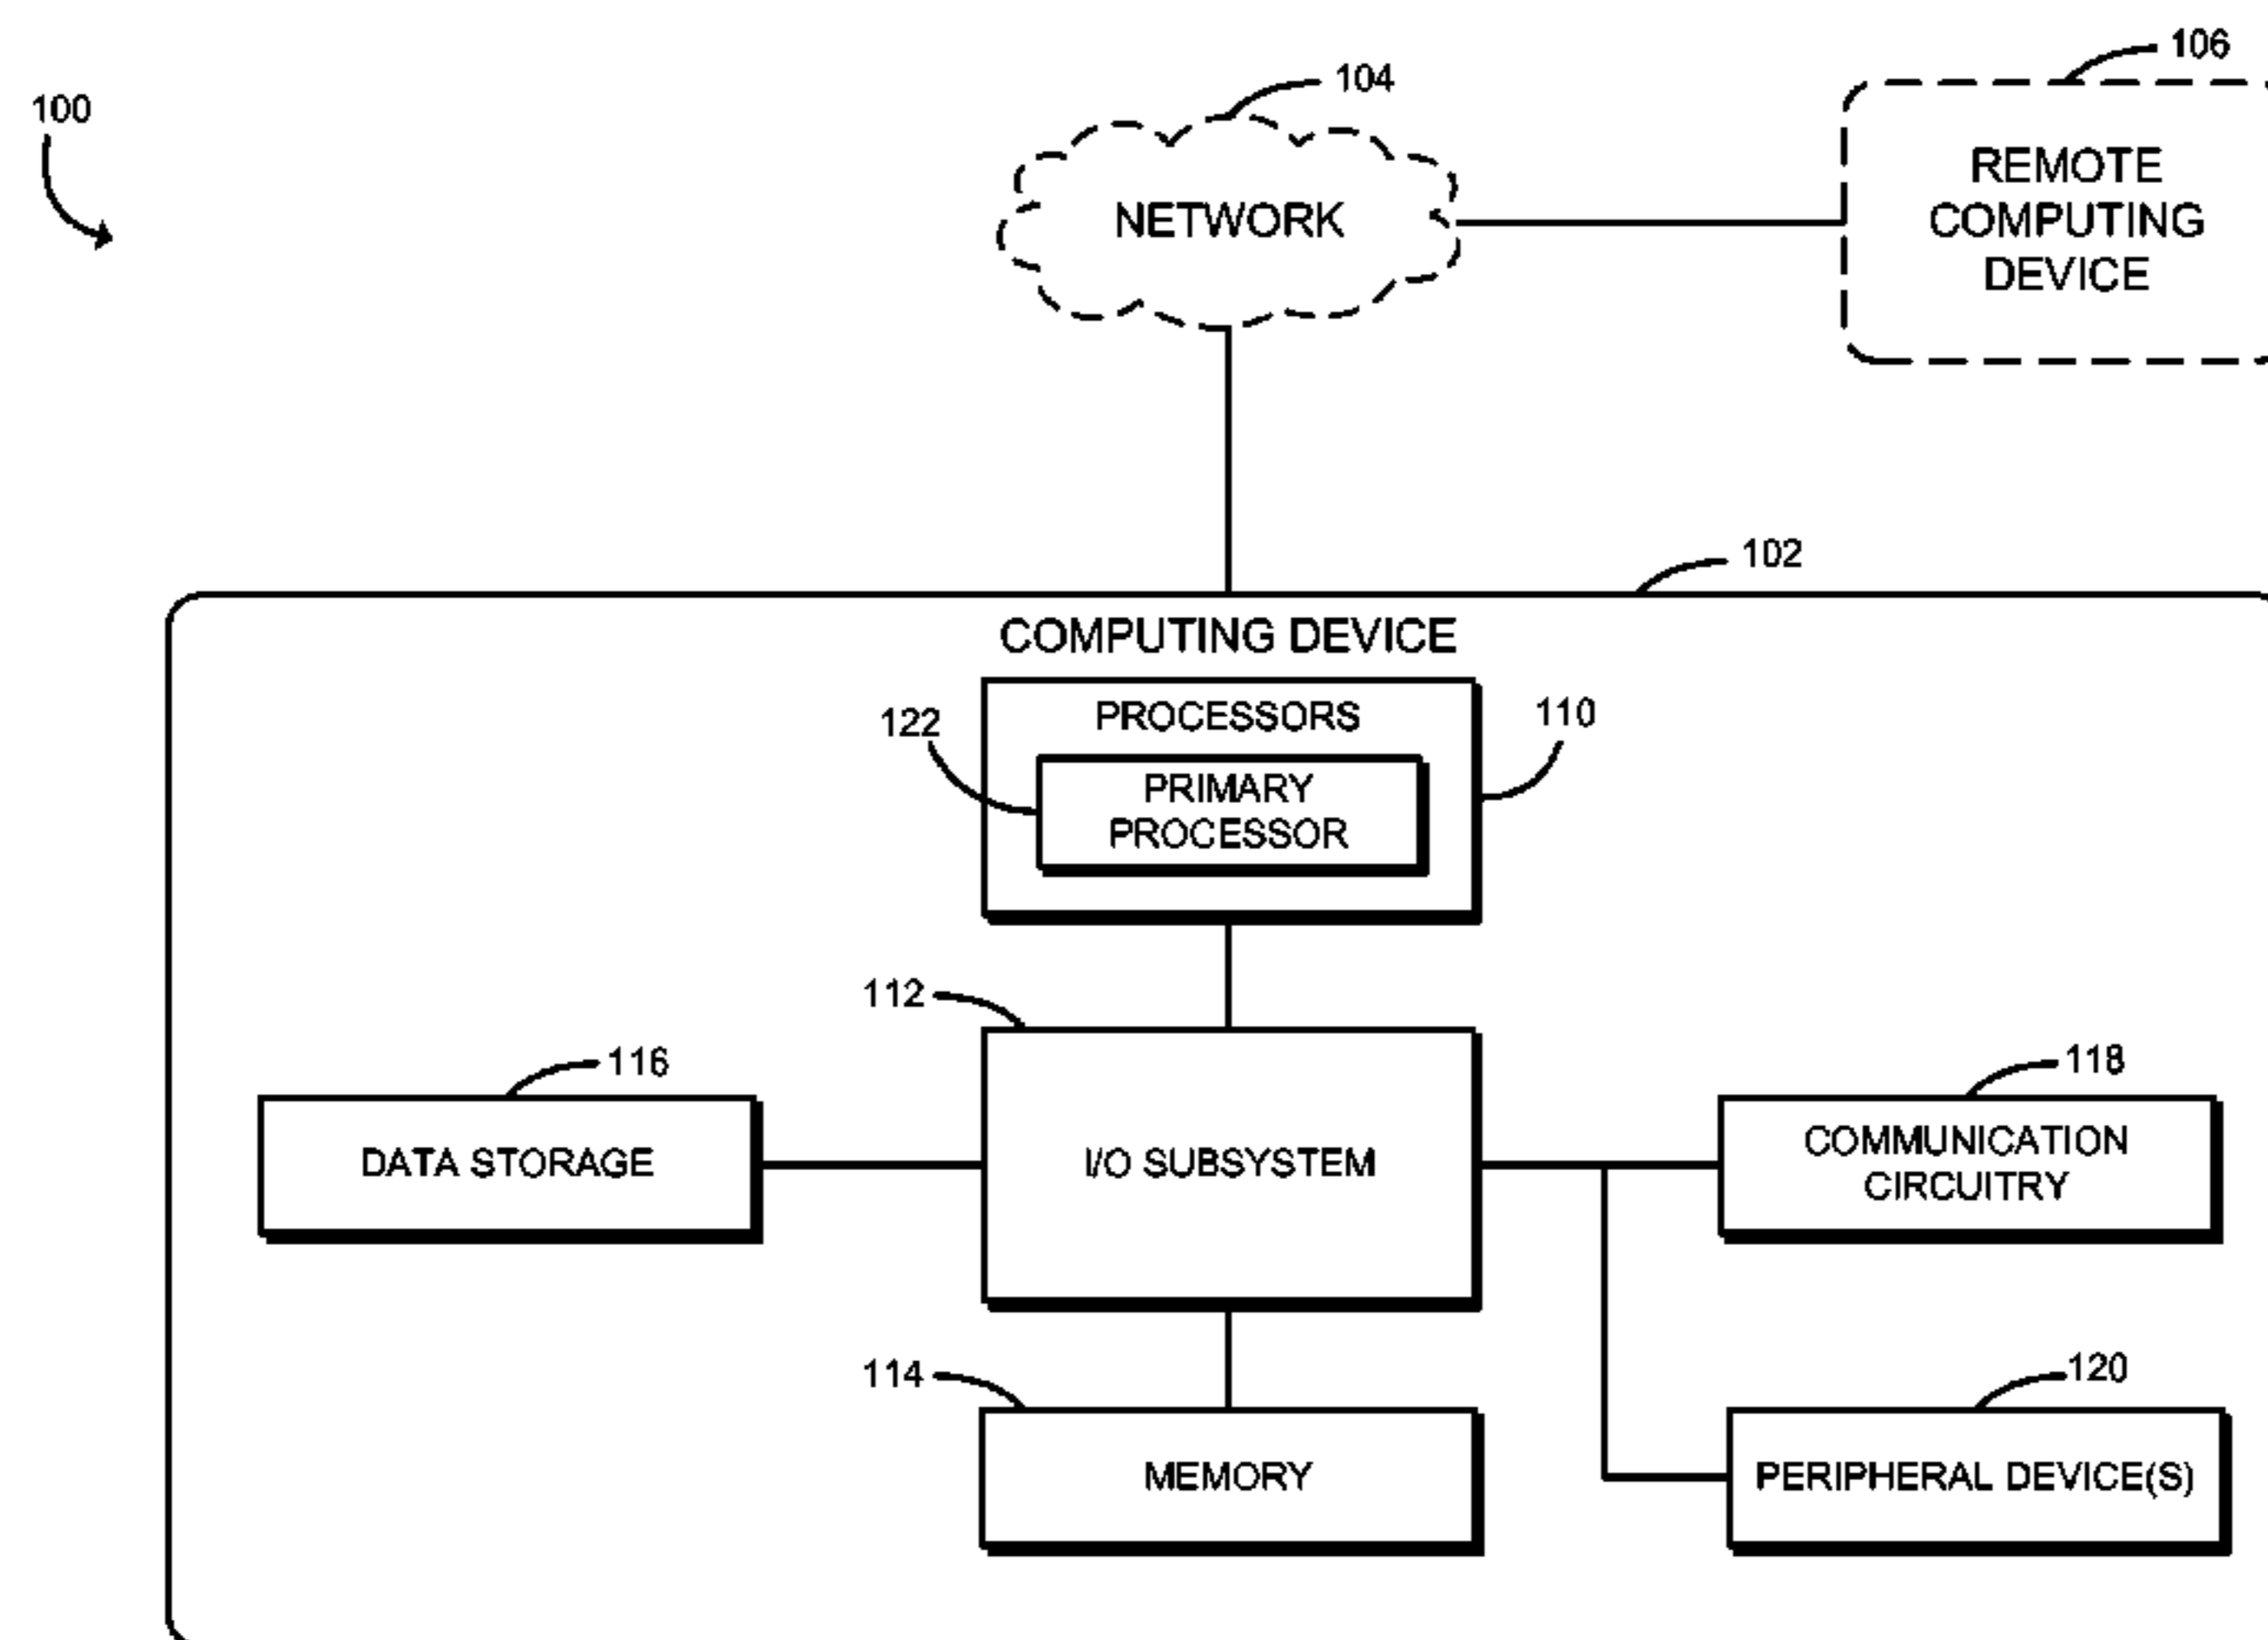 106
104
100
REMOTE
COMPUTING
DEVICE
NETWORK
102
COMPUTING DEVICE
PROCESSORS
110
122
PRIMARY
PROCESSOR
112
116
118
DATA STORAGE
I/O SUBSYSTEM
COMMUNICATION
CIRCUITRY
114
120
MEMORY
PERIPHERAL DEVICE(S)